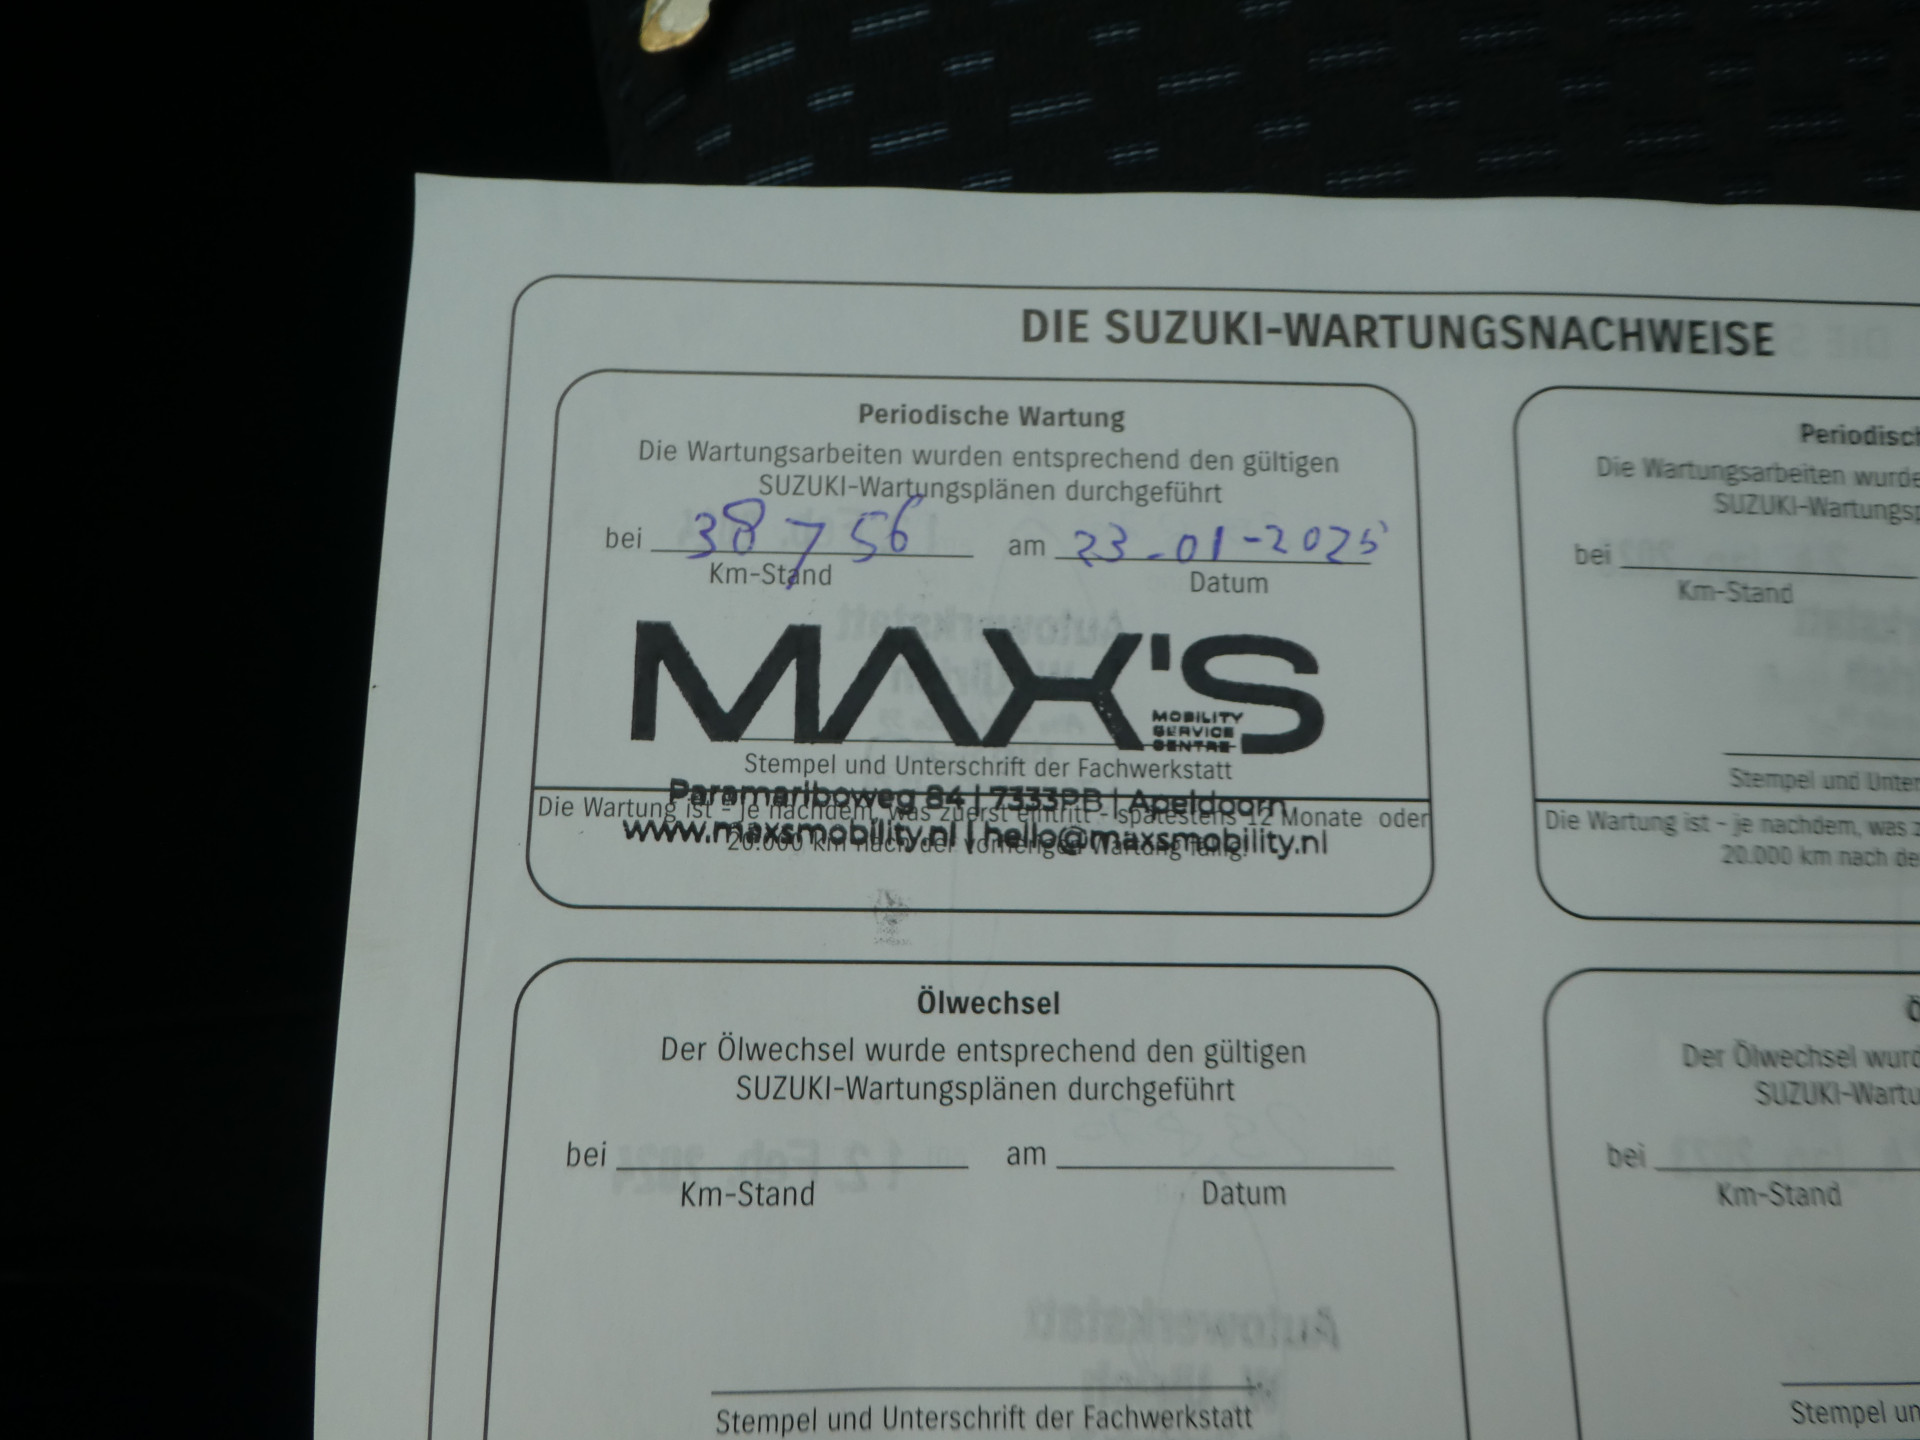 DIE SUZUKI-WARTUNGSNACHWEISE
Periodische Wartung
Die Wartungsarbeiten wurden entsprechend den gültigen
SUZUKI-Wartungsplänen durchgeführt
bei 38756 am 23-01-2025
Km-Stand Datum
MAX'S
MOBILITY
SERVICE
CENTRE
Stempel und Unterschrift der Fachwerkstatt
Paramariboweg 84 | 7333PB | Apeldoorn
Die Wartung ist - je nachdem, was zuerst eintritt - spätestens 12 Monate oder
www.maxsmobility.nl | hello@maxsmobility.nl
20.000 km nach der vorherigen Wartung fällig.
Ölwechsel
Der Ölwechsel wurde entsprechend den gültigen
SUZUKI-Wartungsplänen durchgeführt
bei am
Km-Stand Datum
Stempel und Unterschrift der Fachwerkstatt
Periodisch
Die Wartungsarbeiten wurde
SUZUKI-Wartungsp
bei
Km-Stand
Stempel und Unter
Die Wartung ist - je nachdem, was z
20.000 km nach de
Ö
Der Ölwechsel wurd
SUZUKI-Wartu
bei
Km-Stand
Stempel un